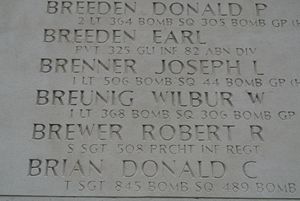 BREEDEN DONALD P
2 LT 364 BOMB SQ 305 BOMB GP (H
BREEDEN EARL
PVT 325 GLI INF 82 ABN DIV
BRENNER JOSEPH L
1 LT 506 BOMB SQ 44 BOMB GP (H
BREUNIG WILBUR W
1 LT 368 BOMB SQ 306 BOMB GP
BREWER ROBERT R
S SGT 508 PRCHT INF REGT
BRIAN DONALD C
T SGT 845 BOMB SQ 489 BOMB